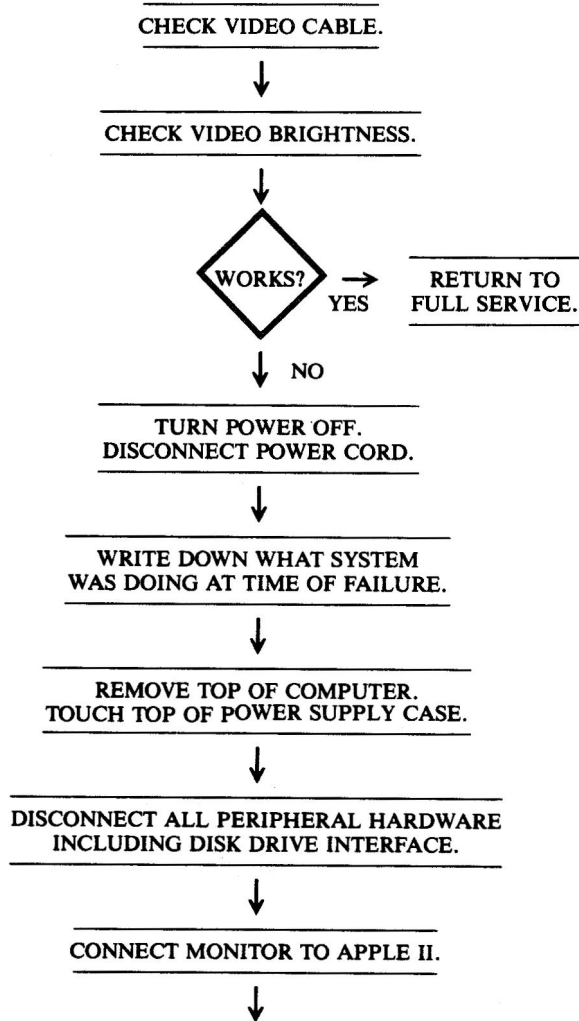 CHECK VIDEO CABLE.
CHECK VIDEO BRIGHTNESS.
WORKS?
YES
RETURN TO
FULL SERVICE.
NO
TURN POWER OFF.
DISCONNECT POWER CORD.
WRITE DOWN WHAT SYSTEM
WAS DOING AT TIME OF FAILURE.
REMOVE TOP OF COMPUTER.
TOUCH TOP OF POWER SUPPLY CASE.
DISCONNECT ALL PERIPHERAL HARDWARE
INCLUDING DISK DRIVE INTERFACE.
CONNECT MONITOR TO APPLE II.